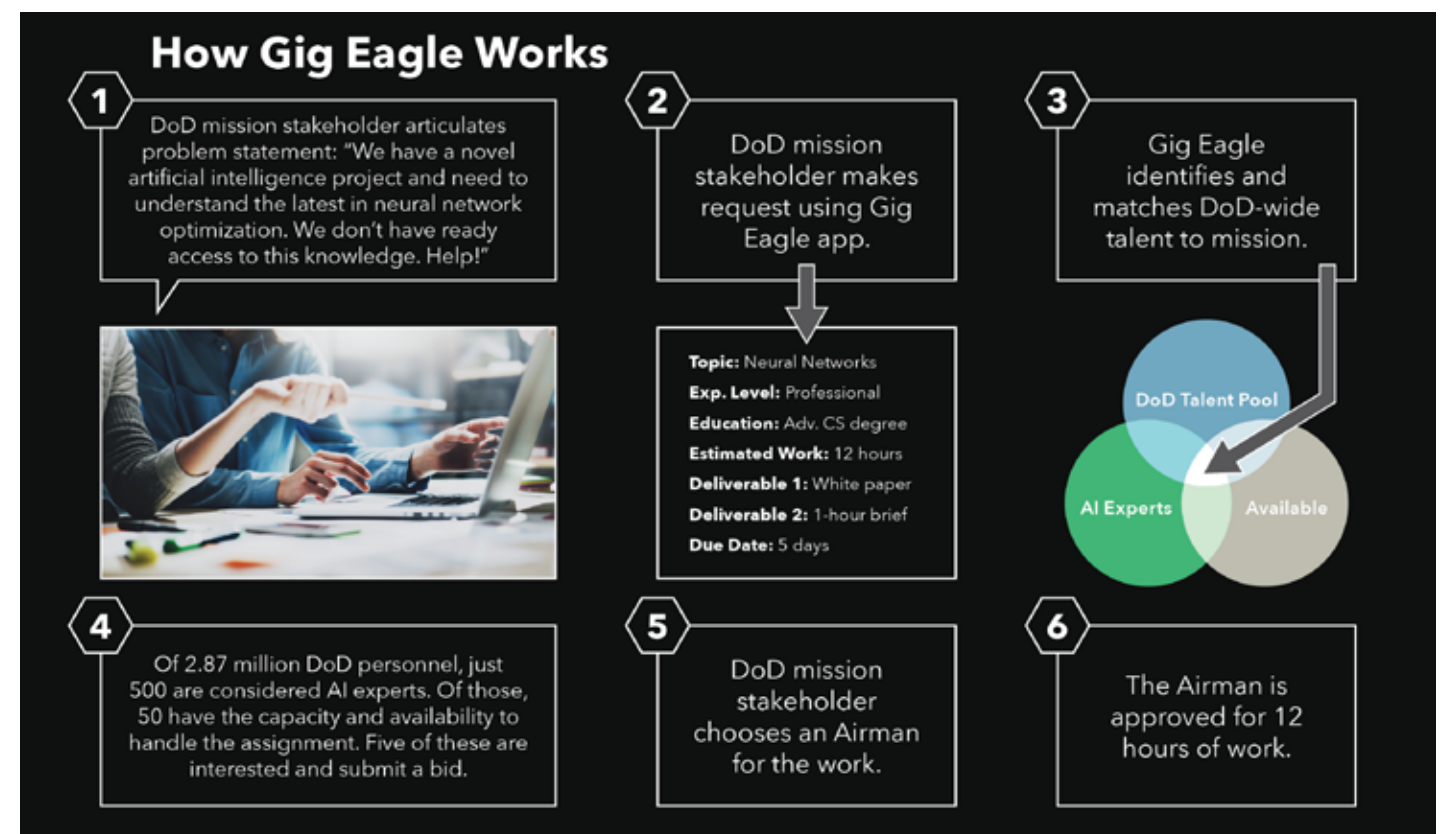 How Gig Eagle Works
1
DoD mission stakeholder articulates
problem statement: “We have a novel
artificial intelligence project and need to
understand the latest in neural network
optimization. We don’t have ready
access to this knowledge. Help!”
2
DoD mission
stakeholder makes
request using Gig
Eagle app.
Topic: Neural Networks
Exp. Level: Professional
Education: Adv. CS degree
Estimated Work: 12 hours
Deliverable 1: White paper
Deliverable 2: 1-hour brief
Due Date: 5 days
3
Gig Eagle
identifies and
matches DoD-wide
talent to mission.
DoD Talent Pool
AI Experts
Available
4
Of 2.87 million DoD personnel, just
500 are considered AI experts. Of those,
50 have the capacity and availability to
handle the assignment. Five of these are
interested and submit a bid.
5
DoD mission
stakeholder
chooses an Airman
for the work.
6
The Airman is
approved for 12
hours of work.